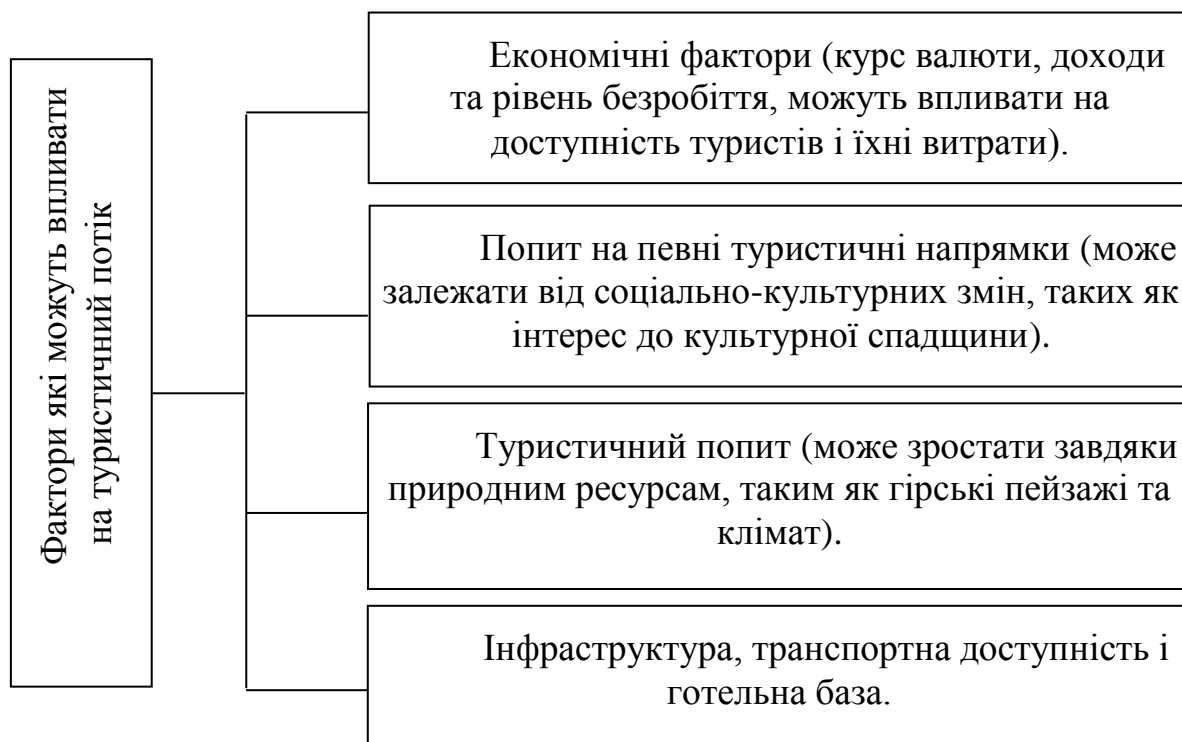 Фактори які можуть впливати
на туристичний потік
Економічні фактори (курс валюти, доходи
та рівень безробіття, можуть впливати на
доступність туристів і їхні витрати).
Попит на певні туристичні напрямки (може
залежати від соціально-культурних змін, таких як
інтерес до культурної спадщини).
Туристичний попит (може зростати завдяки
природним ресурсам, таким як гірські пейзажі та
клімат).
Інфраструктура, транспортна доступність і
готельна база.